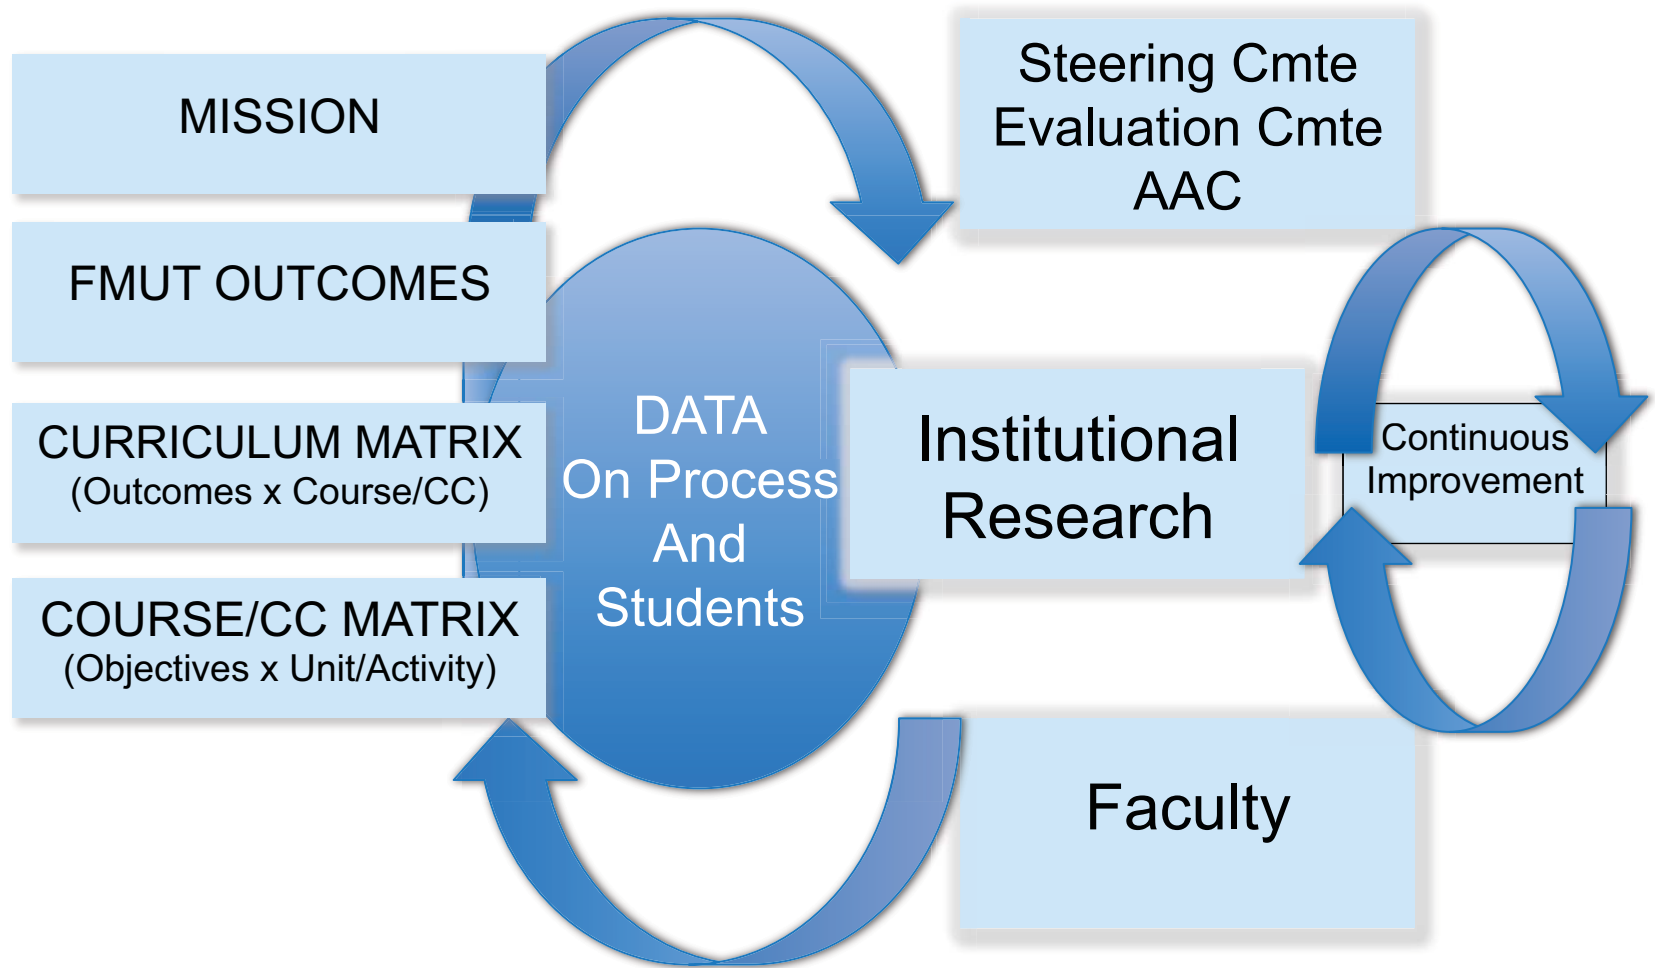 MISSION
FMUT OUTCOMES
CURRICULUM MATRIX
(Outcomes x Course/CC)
COURSE/CC MATRIX
(Objectives x Unit/Activity)
DATA
On Process
And
Students
Steering Cmte
Evaluation Cmte
AAC
Institutional
Research
Faculty
Continuous
Improvement